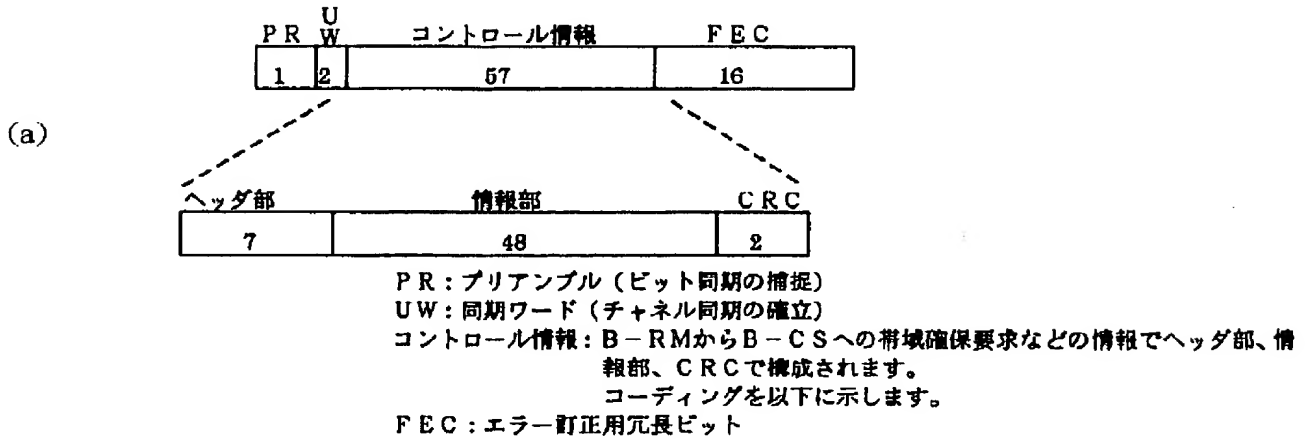 U
PR W コントロール情報 FEC
1 2 57 16
(a)
ヘッダ部 情報部 CRC
7 48 2
PR:プリアンブル(ビット同期の捕捉)
UW:同期ワード(チャネル同期の確立)
コントロール情報:B-RMからB-CSへの帯域確保要求などの情報でヘッダ部、情
報部、CRCで構成されます。
コーディングを以下に示します。
FEC:エラー訂正用冗長ビット